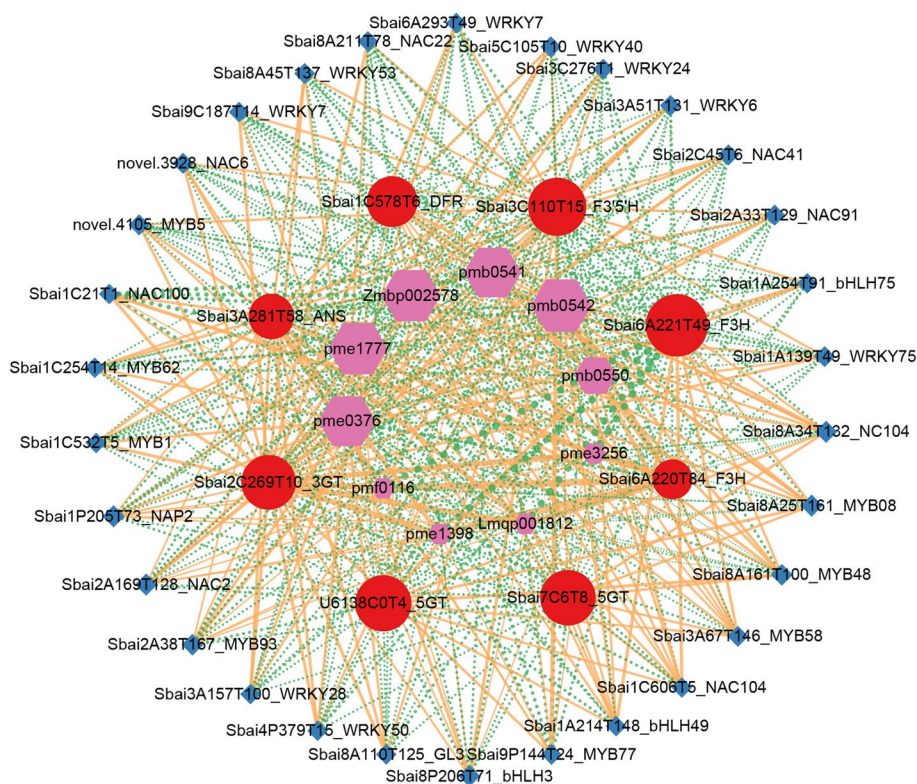 Sbai6A293T49_WRKY7
Sbai8A211T78_NAC22
Sbai5C105T10_WRKY40
Sbai3C276T1_WRKY24
Sbai8A45T137_WRKY53
Sbai3A51T131_WRKY6
Sbai9C187T14_WRKY7
Sbai2C45T6_NAC41
novel.3928_NAC6
Sbai1C578T6_DFR
Sbai3C110T15_F3'5'H
Sbai2A33T129_NAC91
novel.4105_MYB5
pmb0541
Sbai1A254T91_bHLH75
Sbai1C21T1_NAC100
Zmbp002578
pmb0542
Sbai3A281T58_ANS
Sbai6A221T49_F3H
pme1777
Sbai1A139T49_WRKY75
Sbai1C254T14_MYB62
pmb0550
pme0376
Sbai8A34T132_NC104
Sbai1C532T5_MYB1
pme3256
Sbai2C269T10_3GT
Sbai6A220T84_F3H
pmf0116
Sbai8A25T161_MYB08
Sbai1P205T73_NAP2
Lmqp001812
pme1398
Sbai8A161T100_MYB48
Sbai2A169T128_NAC2
U6138C0T4_5GT
Sbai7C6T8_5GT
Sbai3A67T146_MYB58
Sbai2A38T167_MYB93
Sbai1C606T5_NAC104
Sbai3A157T100_WRKY28
Sbai1A214T148_bHLH49
Sbai4P379T15_WRKY50
Sbai8A110T125_GL3
Sbai9P144T24_MYB77
Sbai8P206T71_bHLH3